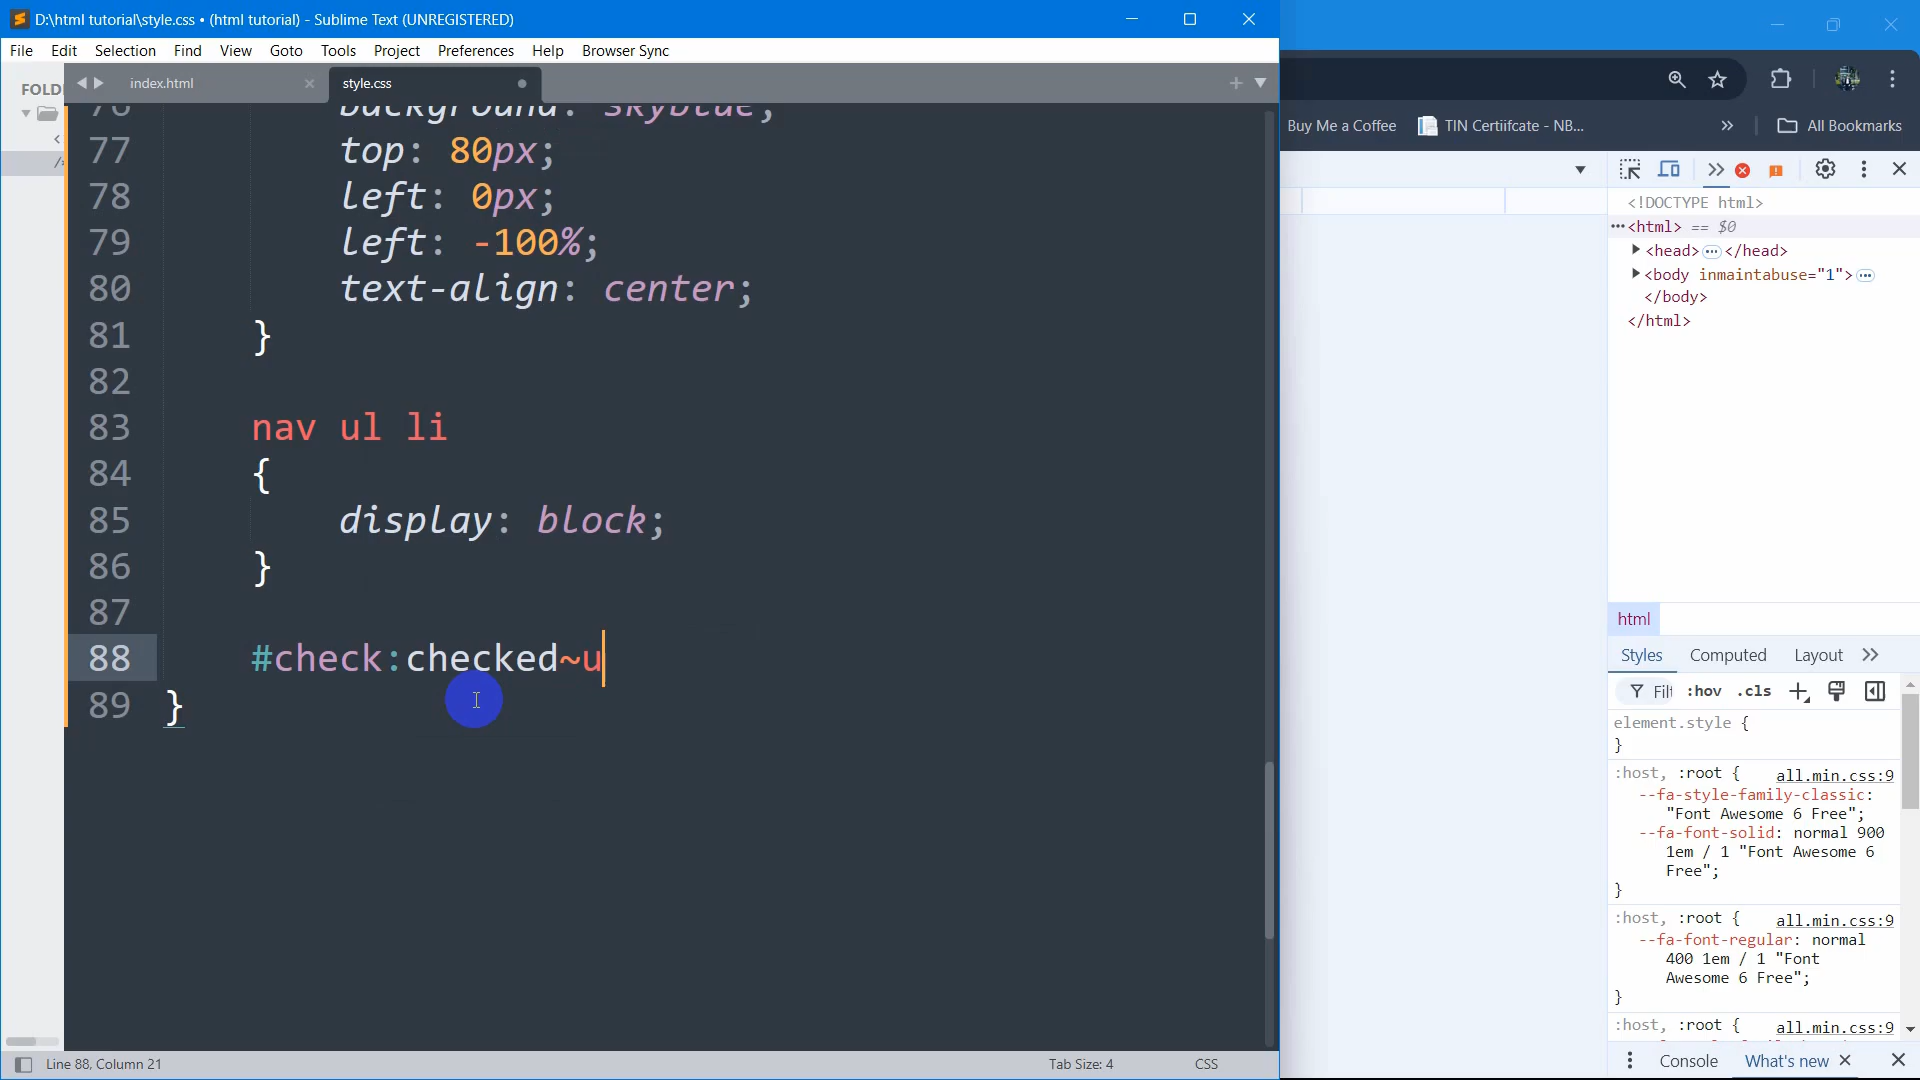 D:\html tutorial\style.css • (html tutorial) - Sublime Text (UNREGISTERED)
File Edit Selection Find View Goto Tools Project Preferences Help Browser Sync
FOLD
index.html
style.css
76 background: skyblue;
77 top: 80px;
78 left: 0px;
79 left: -100%;
80 text-align: center;
81 }
82
83 nav ul li
84 {
85 display: block;
86 }
87
88 #check:checked~u
89 }
Line 88, Column 21
Tab Size: 4
CSS
Buy Me a Coffee
TIN Certiifcate - NB...
» All Bookmarks
<!DOCTYPE html>
<html> == $0
<head> </head>
<body inmaintabuse="1">
</body>
</html>
html
Styles Computed Layout
Filt :hov .cls
element.style {
}
:host, :root { all.min.css:9
--fa-style-family-classic:
"Font Awesome 6 Free";
--fa-font-solid: normal 900
1em / 1 "Font Awesome 6
Free";
}
:host, :root { all.min.css:9
--fa-font-regular: normal
400 1em / 1 "Font
Awesome 6 Free";
}
:host, :root { all.min.css:9
Console What's new